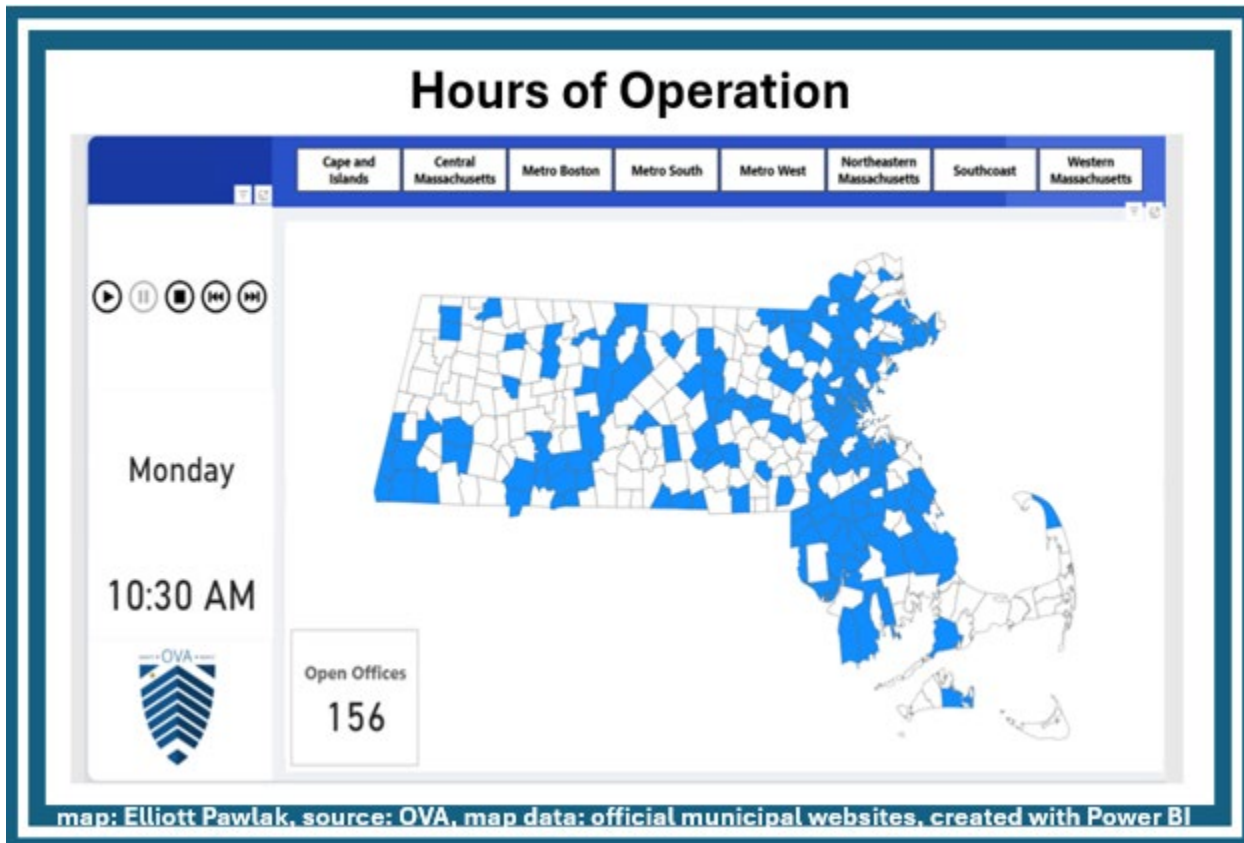 Hours of Operation
Cape and
Islands
Central
Massachusetts
Metro Boston
Metro South
Metro West
Northeastern
Massachusetts
Southcoast
Western
Massachusetts
Monday
10:30 AM
OVA
Open Offices
156
map: Elliott Pawlak, source: OVA, map data: official municipal websites, created with Power BI